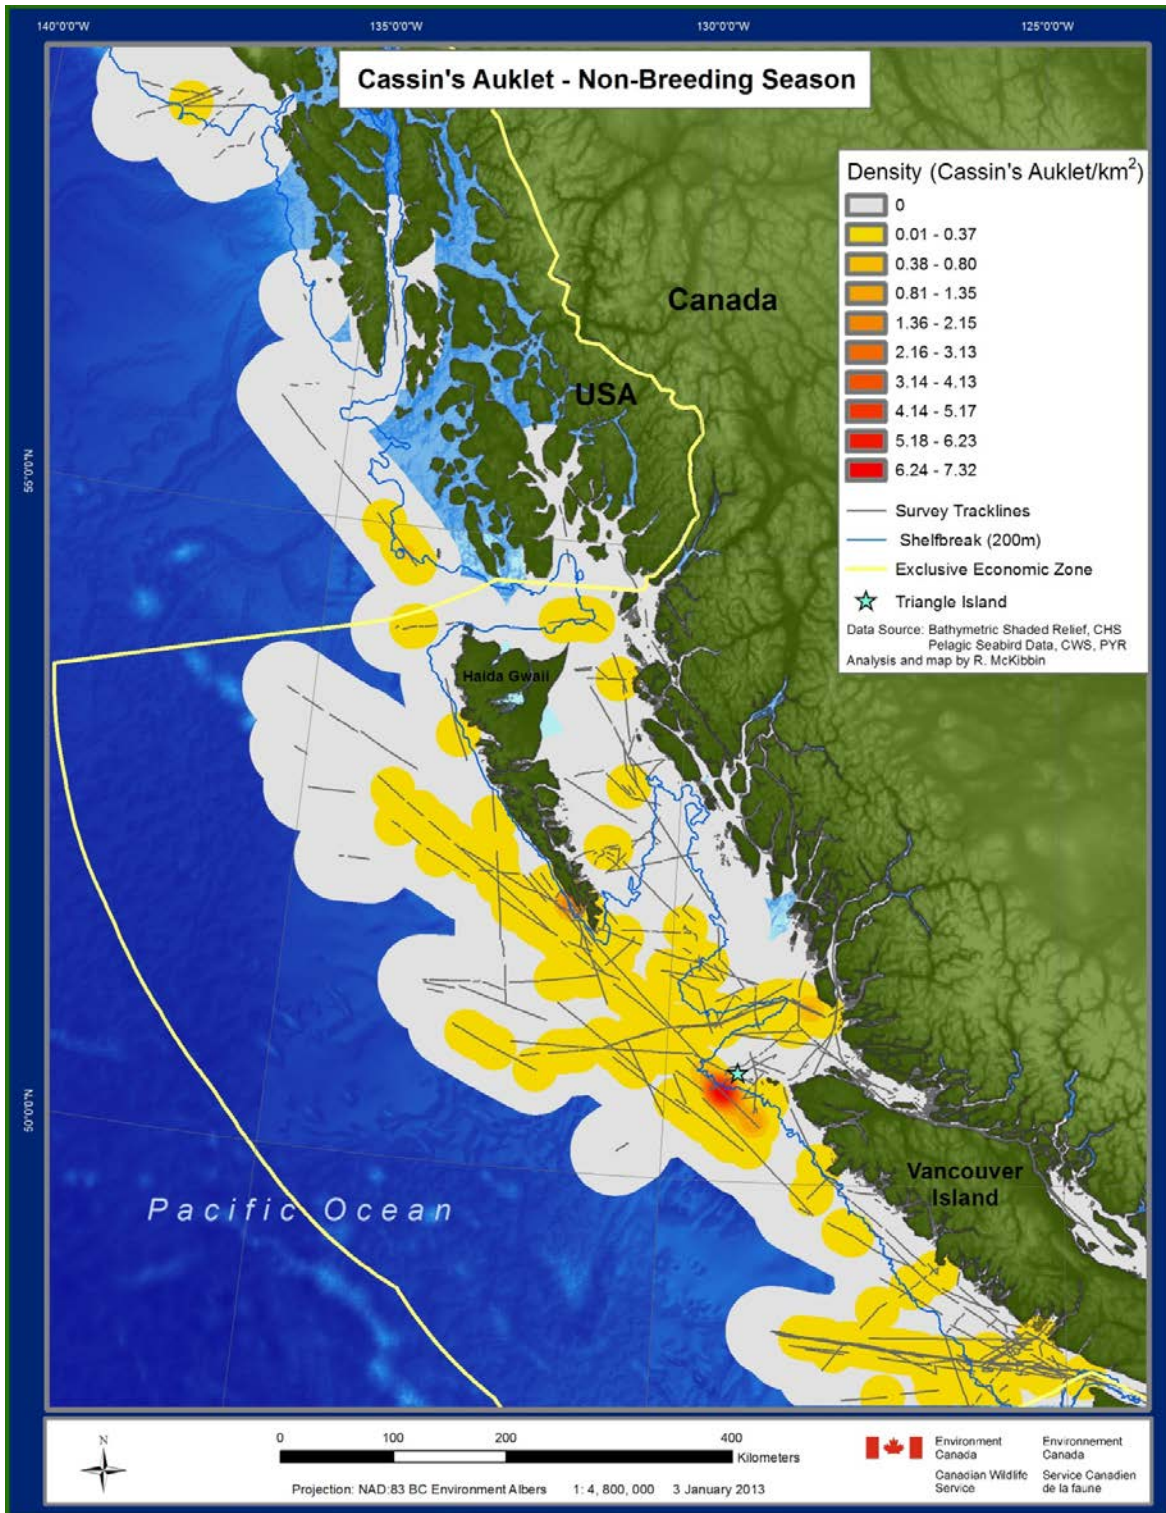 140°0'0"W 135°0'0"W 130°0'0"W 125°0'0"W
Cassin's Auklet - Non-Breeding Season
Density (Cassin's Auklet/km²)
0
0.01 - 0.37
0.38 - 0.80
0.81 - 1.35
1.36 - 2.15
2.16 - 3.13
3.14 - 4.13
4.14 - 5.17
5.18 - 6.23
6.24 - 7.32
Survey Tracklines
Shelfbreak (200m)
Exclusive Economic Zone
Triangle Island
Data Source: Bathymetric Shaded Relief, CHS
Pelagic Seabird Data, CWS, PYR
Analysis and map by R. McKibbin
Canada
USA
55°0'0"N
Haida Gwaii
50°0'0"N
Vancouver
Island
Pacific Ocean
N
0 100 200 400
Kilometers
Projection: NAD:83 BC Environment Albers 1: 4, 800, 000 3 January 2013
Environment
Canada
Canadian Wildlife
Service
Environnement
Canada
Service Canadien
de la faune